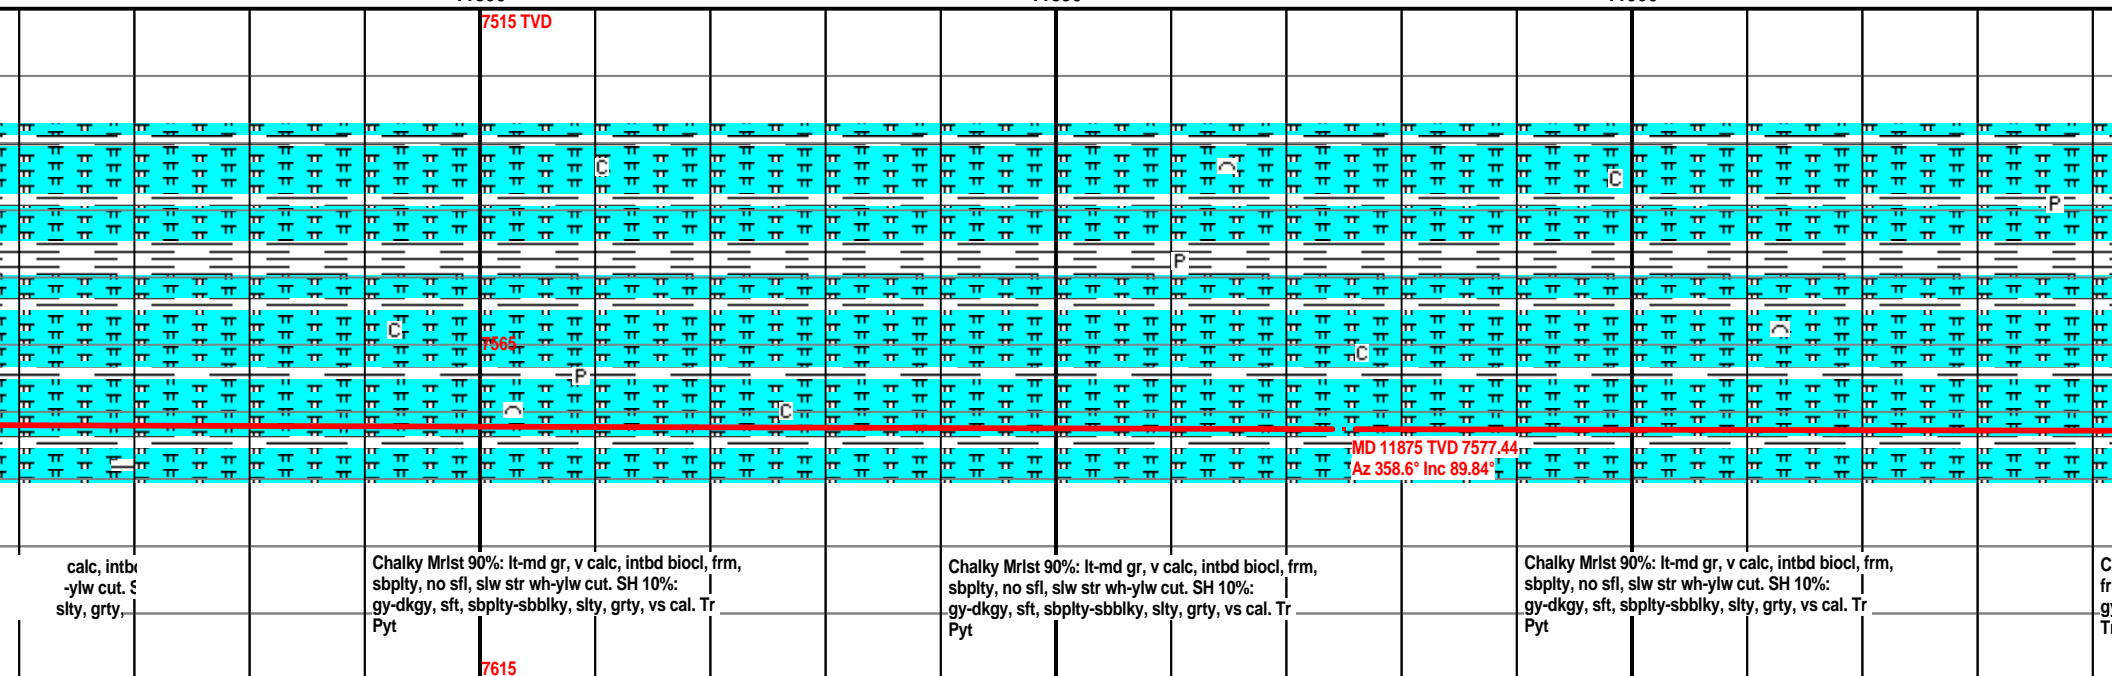 7515 TVD
C
C
P
P
C
7565
C
P
C
MD 11875 TVD 7577.44
Az 358.6° Inc 89.84°
calc, intbd
-ylw cut. S
slty, grty,
Chalky Mrlst 90%: lt-md gr, v calc, intbd biocl, frm,
sbplty, no sfl, slw str wh-ylw cut. SH 10%:
gy-dkgy, sft, sbplty-sbblky, slty, grty, vs cal. Tr
Pyt
Chalky Mrlst 90%: lt-md gr, v calc, intbd biocl, frm,
sbplty, no sfl, slw str wh-ylw cut. SH 10%:
gy-dkgy, sft, sbplty-sbblky, slty, grty, vs cal. Tr
Pyt
Chalky Mrlst 90%: lt-md gr, v calc, intbd biocl, frm,
sbplty, no sfl, slw str wh-ylw cut. SH 10%:
gy-dkgy, sft, sbplty-sbblky, slty, grty, vs cal. Tr
Pyt
C
fr
gy
Tr
7615